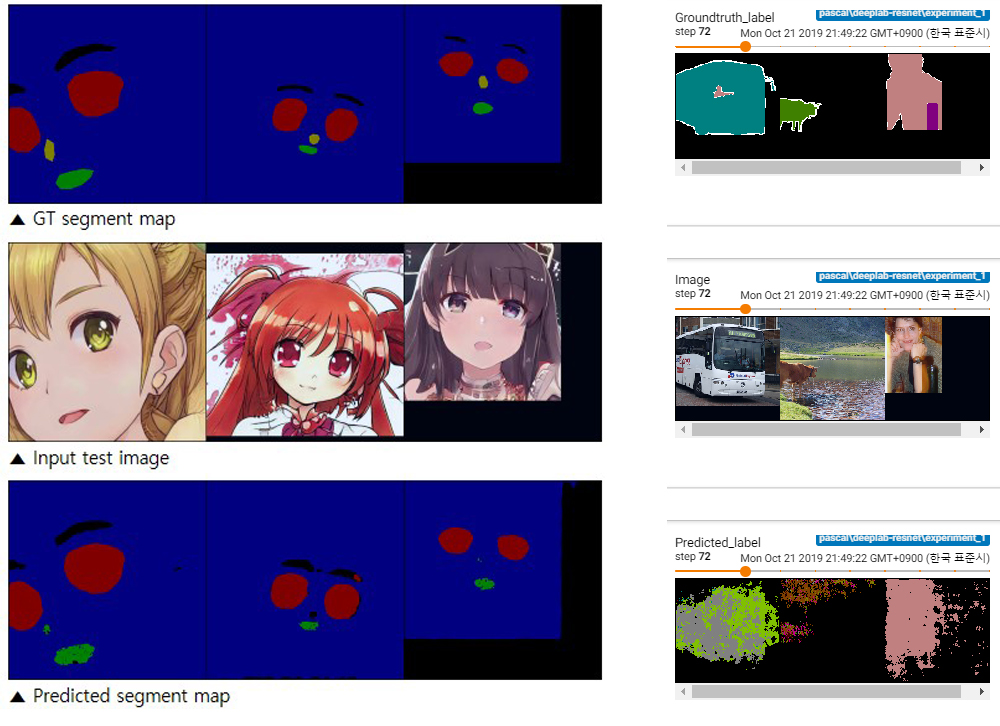 ▲ GT segment map
▲ Input test image
▲ Predicted segment map
Groundtruth_label
pascal\deeplab-resnet\experiment_1
step 72
Mon Oct 21 2019 21:49:22 GMT+0900 (한국 표준시)
Image
pascal\deeplab-resnet\experiment_1
step 72
Mon Oct 21 2019 21:49:22 GMT+0900 (한국 표준시)
Predicted_label
pascal\deeplab-resnet\experiment_1
step 72
Mon Oct 21 2019 21:49:22 GMT+0900 (한국 표준시)